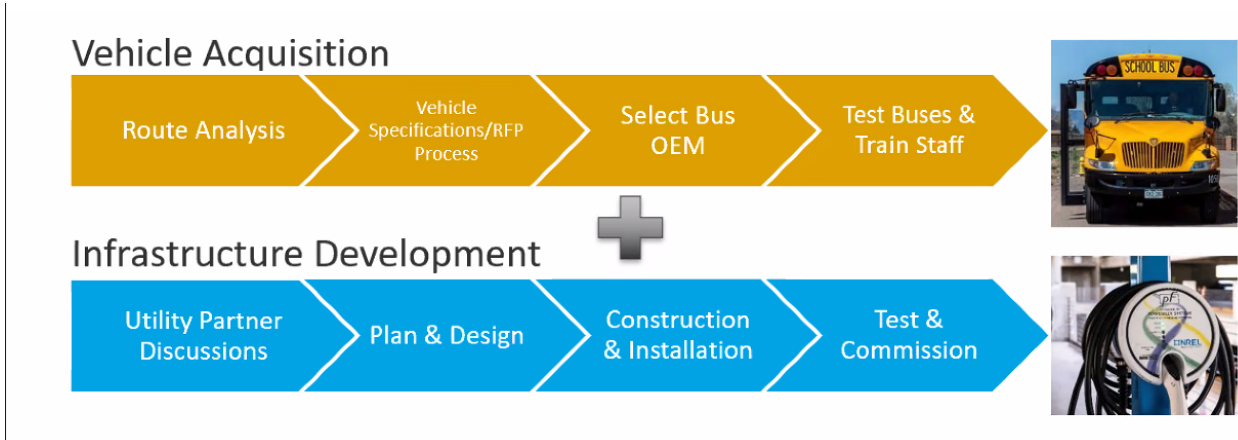 Vehicle Acquisition
Route Analysis
Vehicle
Specifications/RFP
Process
Select Bus
OEM
Test Buses &
Train Staff
SCHOOL BUS
Infrastructure Development
Utility Partner
Discussions
Plan & Design
Construction
& Installation
Test &
Commission
pf
NREL